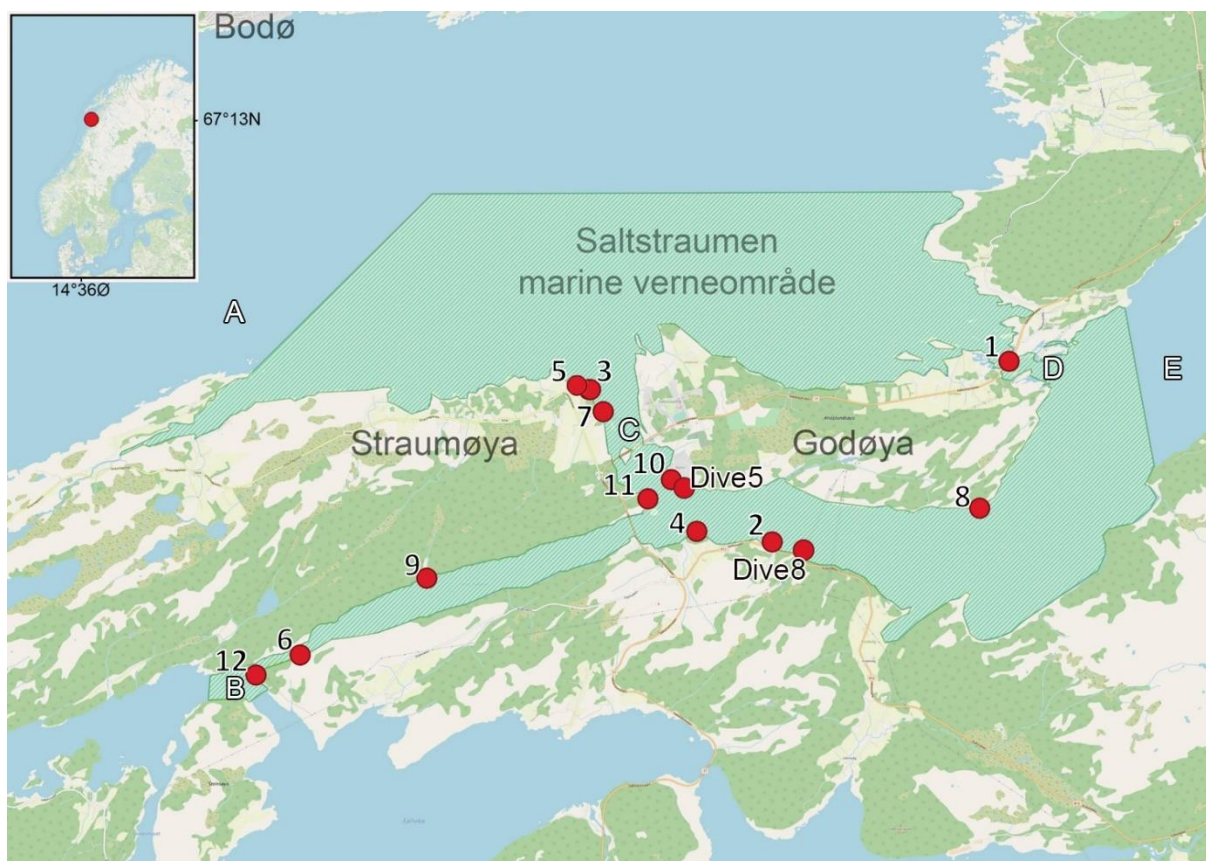 Bodø
67°13N
14°36Ø
Saltstraumen
marine verneområde
A
1
D
E
5
3
7
C
Straumøya
Godøya
10
Dive5
11
8
4
2
Dive8
9
6
12
B